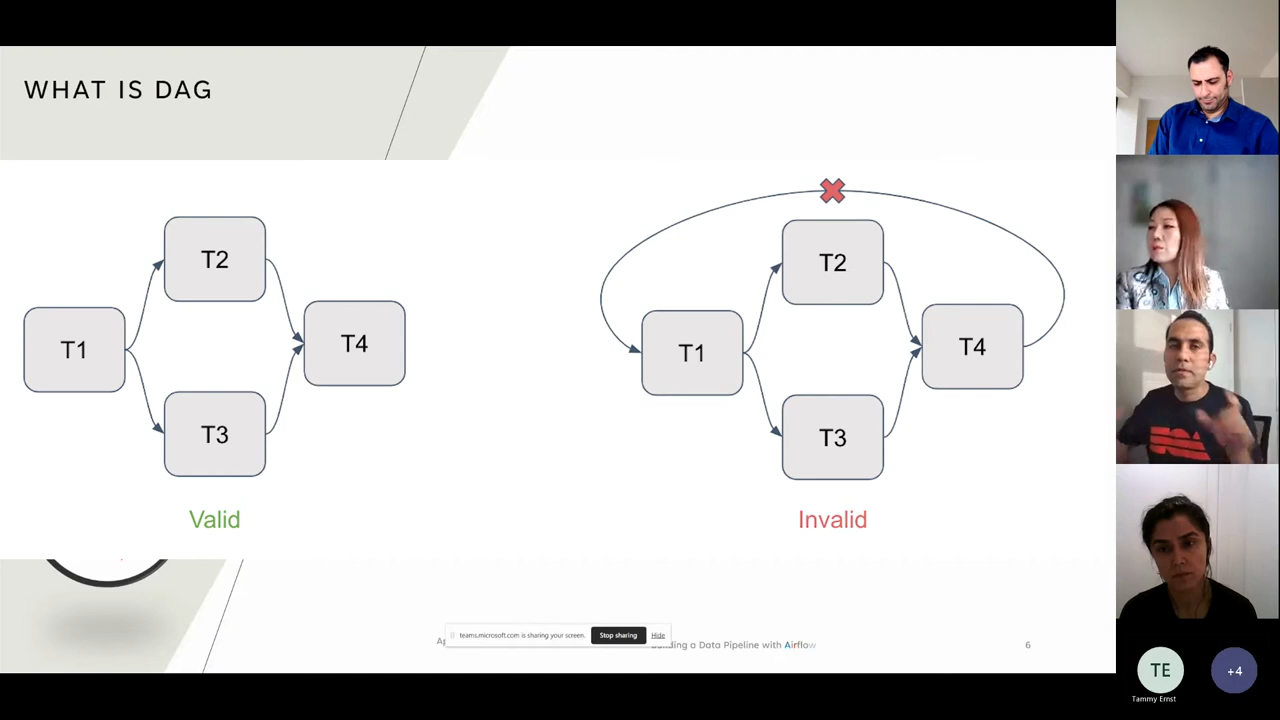 WHAT IS DAG
T1
T2
T3
T4
Valid
T1
T2
T3
T4
Invalid
teams.microsoft.com is sharing your screen.
Stop sharing
Hide
Building a Data Pipeline with Airflow
6
TE
Tammy Ernst
+4